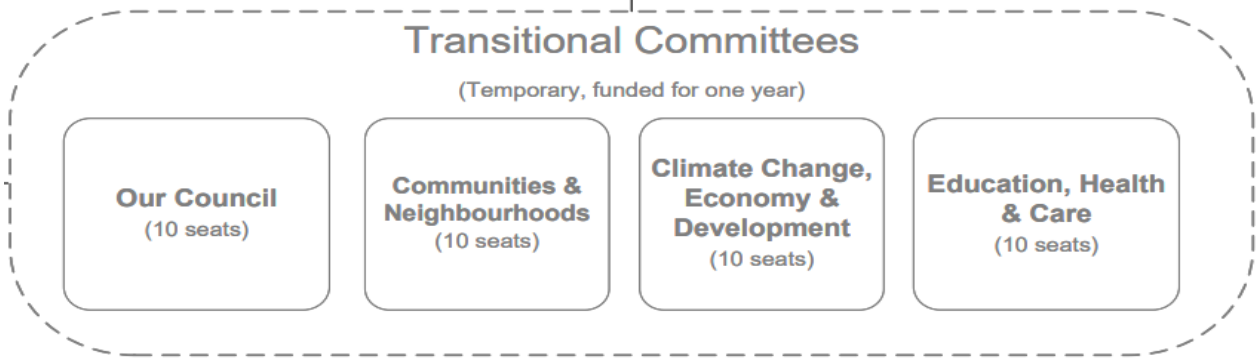 Transitional Committees
(Temporary, funded for one year)
Our Council
(10 seats)
Communities &
Neighbourhoods
(10 seats)
Climate Change,
Economy &
Development
(10 seats)
Education, Health
& Care
(10 seats)